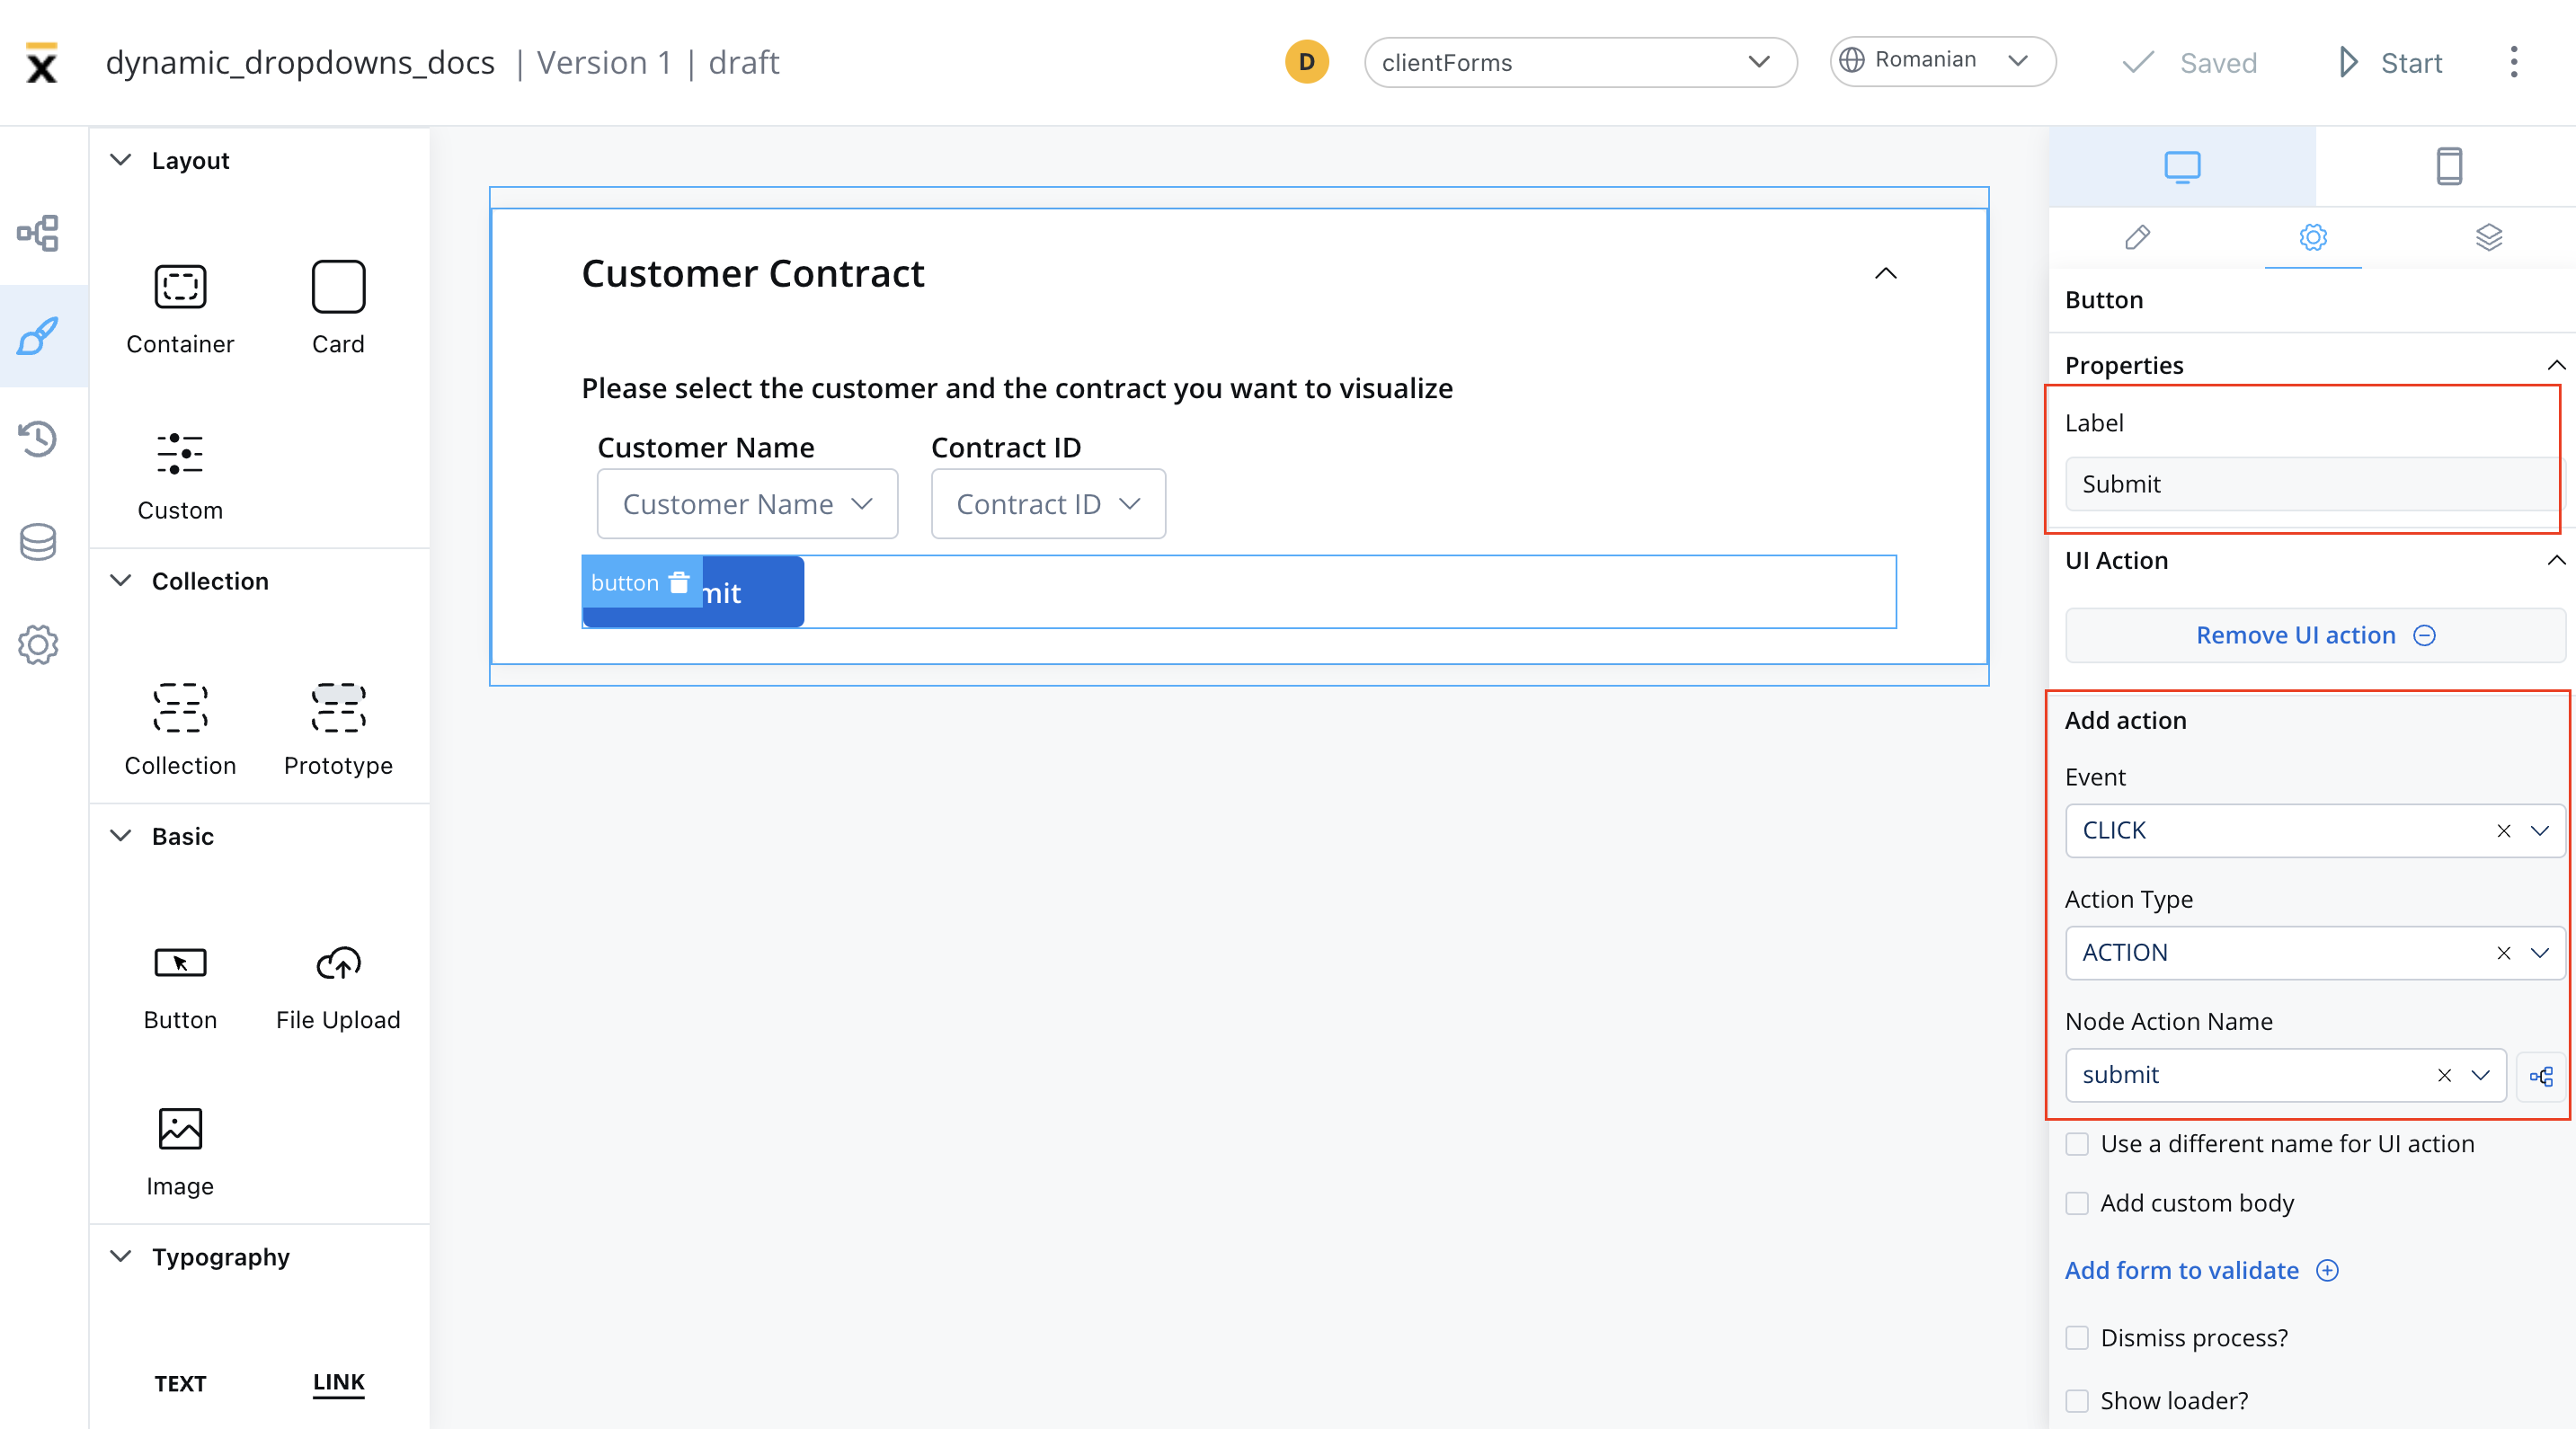 dynamic_dropdowns_docs | Version 1 | draft
D
clientForms
Romanian
Saved
Start
Layout
Container
Card
Custom
Collection
Collection
Prototype
Basic
Button
File Upload
Image
Typography
TEXT
LINK
Customer Contract
Please select the customer and the contract you want to visualize
Customer Name
Contract ID
Customer Name
Contract ID
button
mit
Button
Properties
Label
Submit
UI Action
Remove UI action
Add action
Event
CLICK
Action Type
ACTION
Node Action Name
submit
Use a different name for UI action
Add custom body
Add form to validate
Dismiss process?
Show loader?